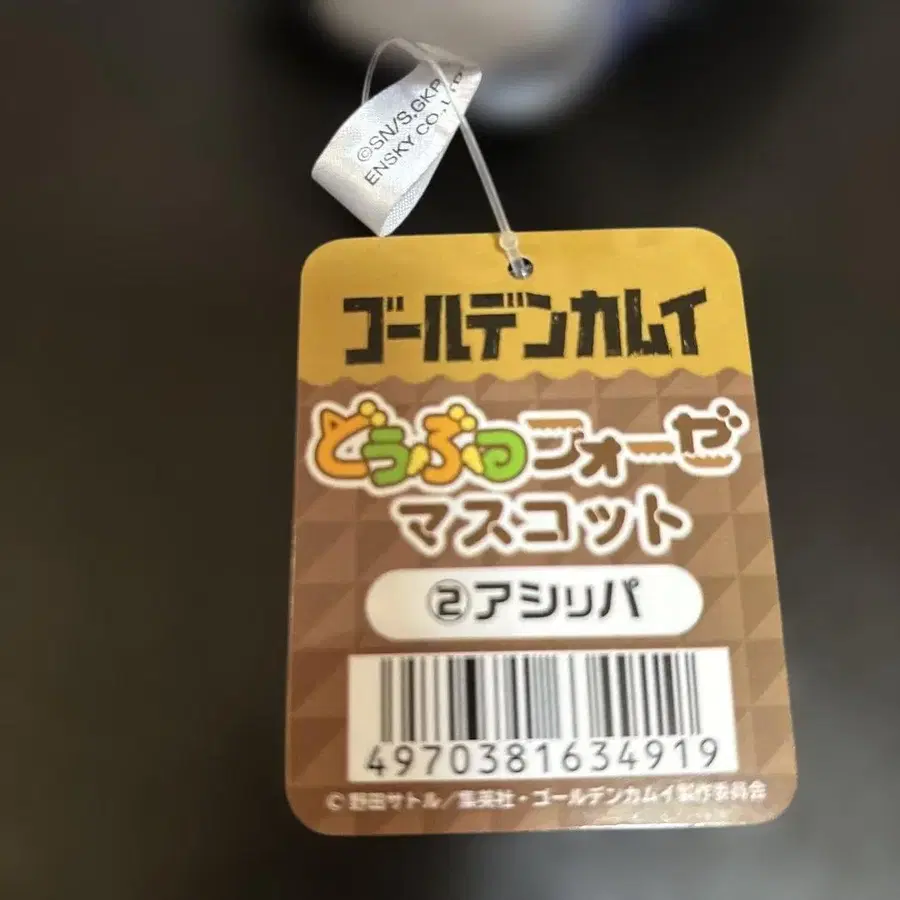 ©SN/S,GKP
ENSKY CO.,LTD
ゴールデンカムイ
どうぶつフォーゼ
マスコット
②アシㇼパ
4970381634919
© 野田サトル／集英社・ゴールデンカムイ製作委員会